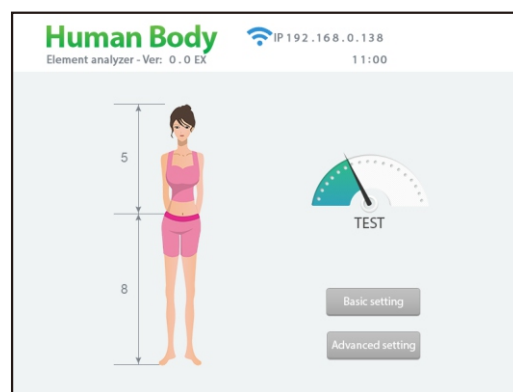 Human Body
Element analyzer - Ver: 0.0 EX
IP 192.168.0.138
11:00
5
8
TEST
Basic setting
Advanced setting